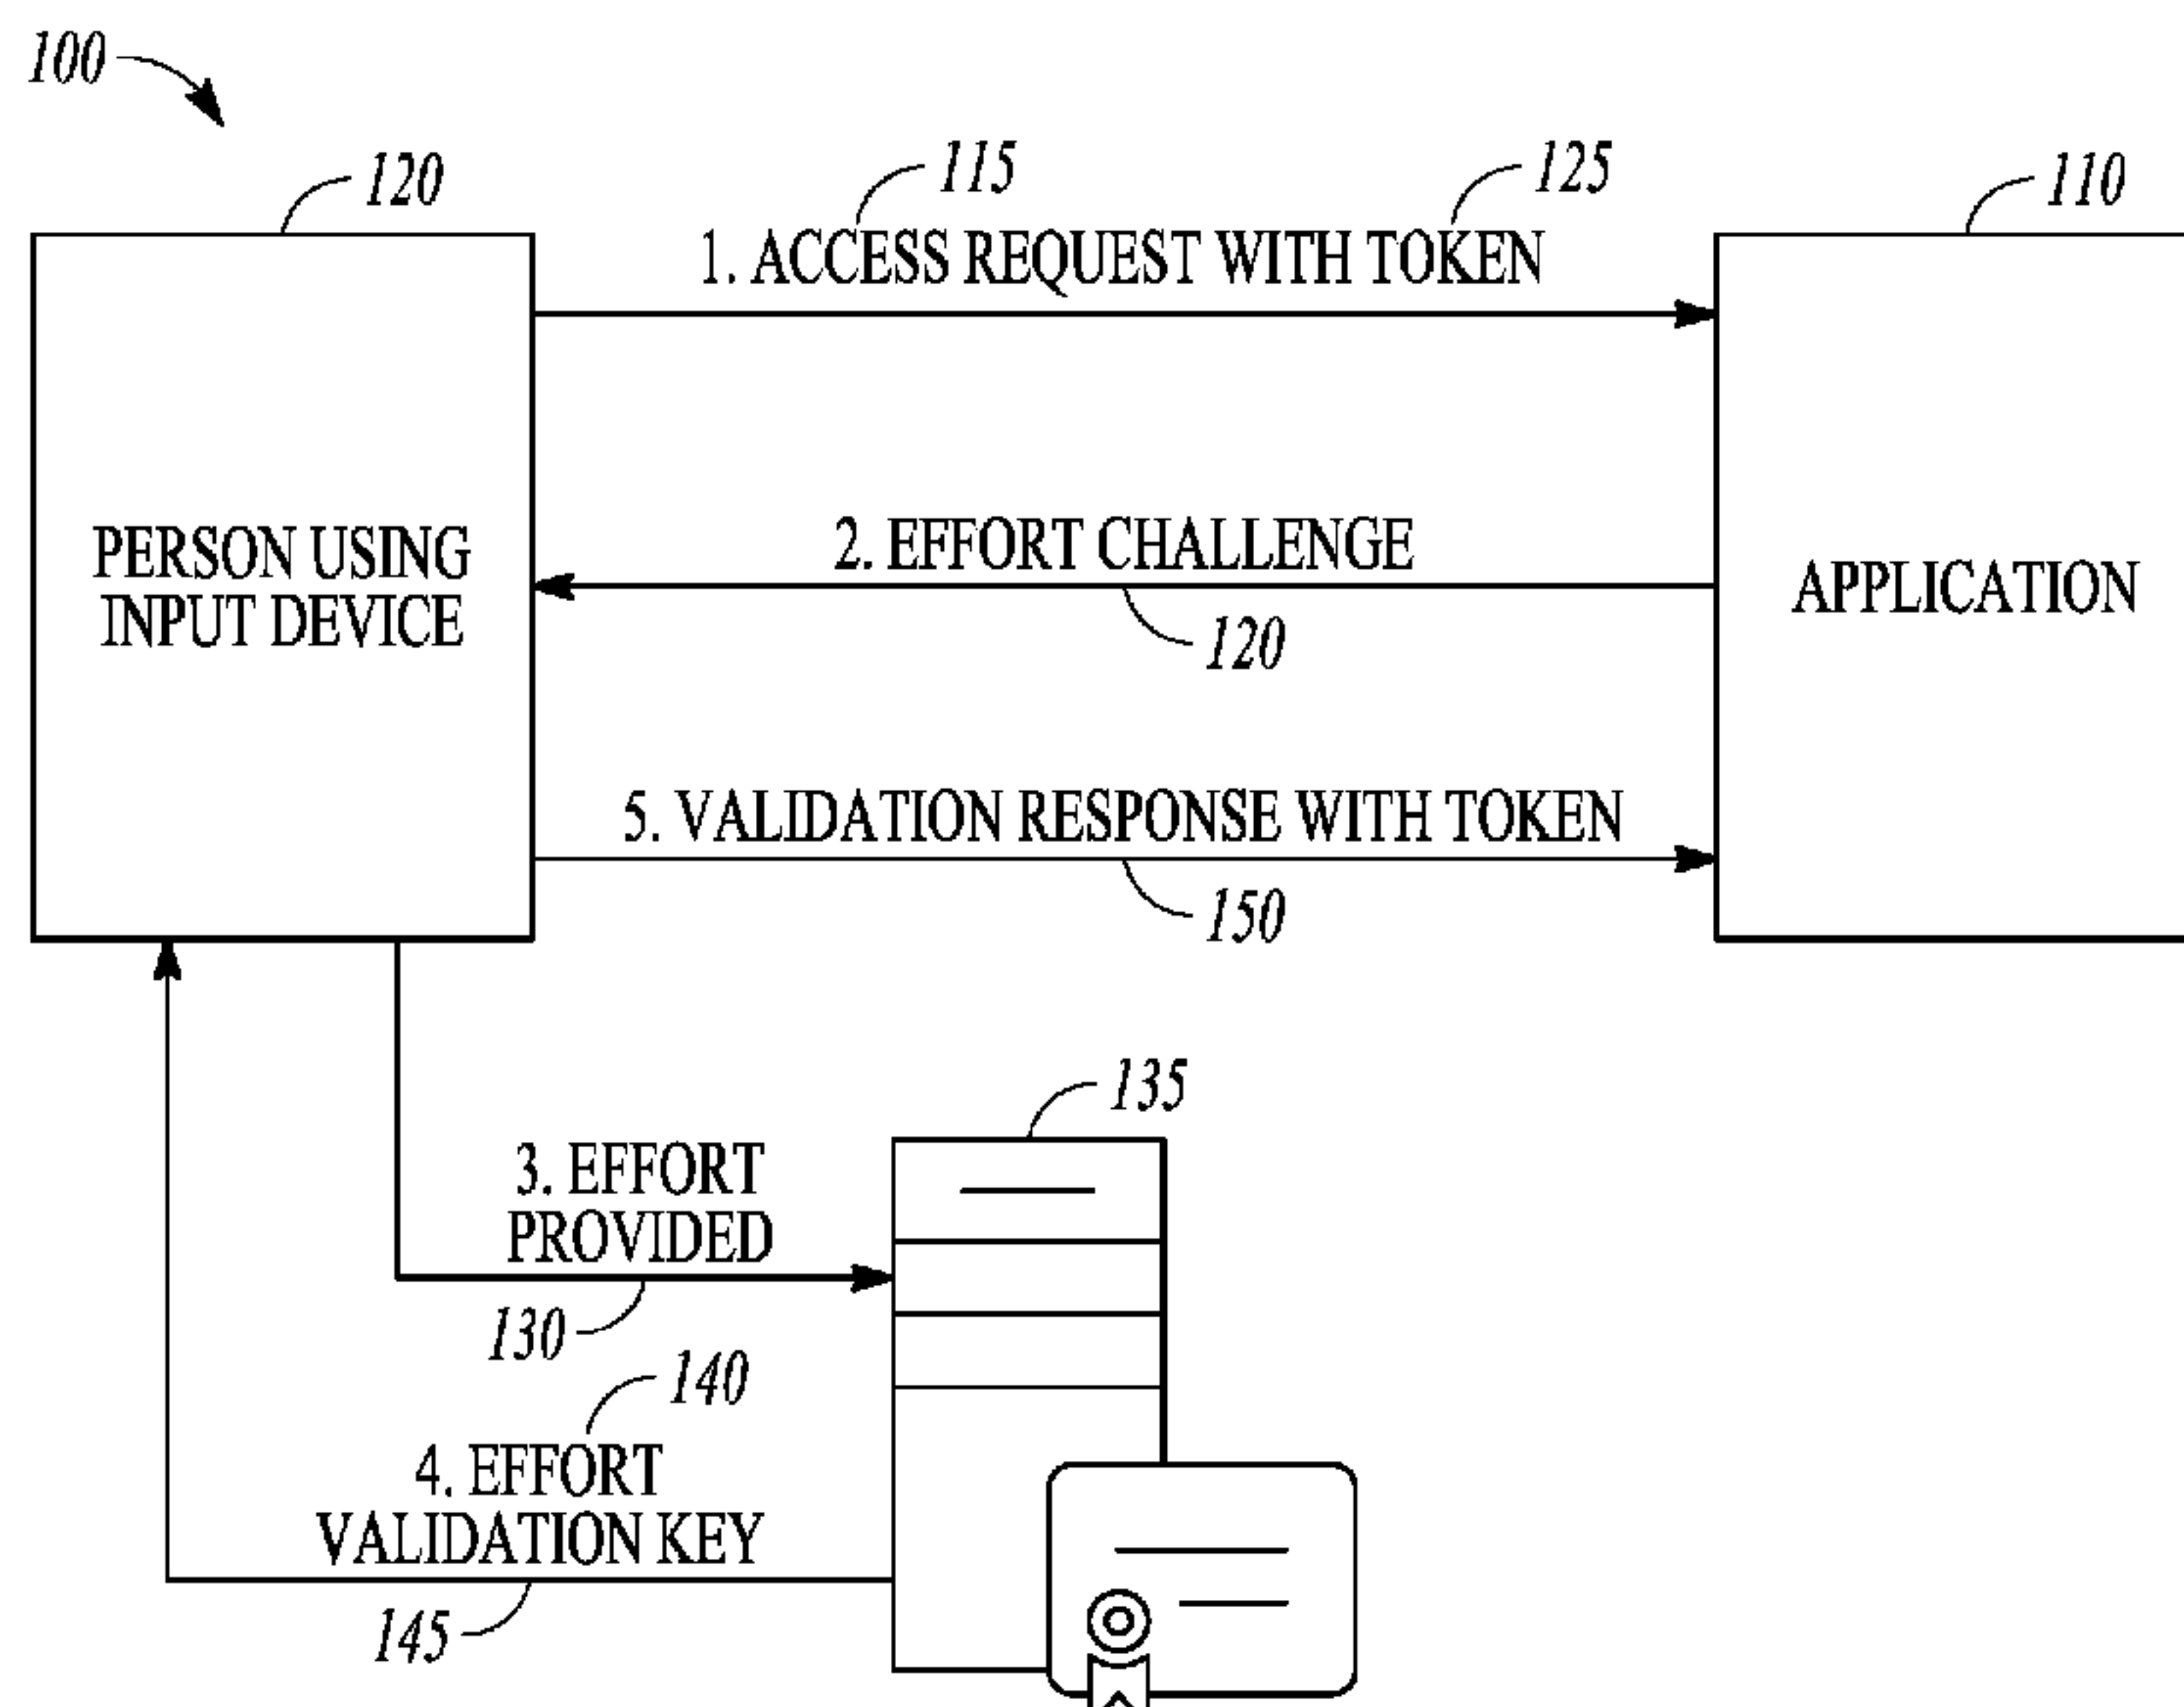 100
120
115
125
110
1. ACCESS REQUEST WITH TOKEN
2. EFFORT CHALLENGE
120
PERSON USING
INPUT DEVICE
APPLICATION
5. VALIDATION RESPONSE WITH TOKEN
150
135
3. EFFORT
PROVIDED
130
140
4. EFFORT
VALIDATION KEY
145